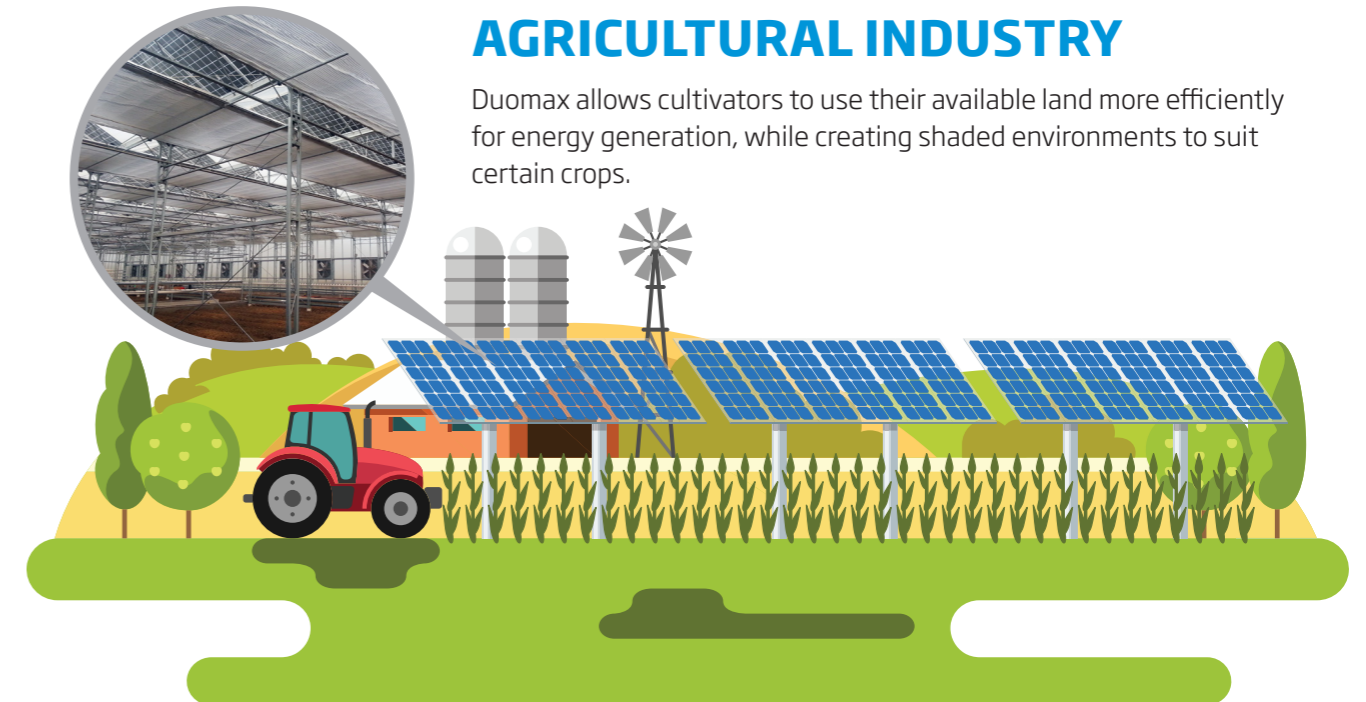 AGRICULTURAL INDUSTRY
Duomax allows cultivators to use their available land more efficiently
for energy generation, while creating shaded environments to suit
certain crops.